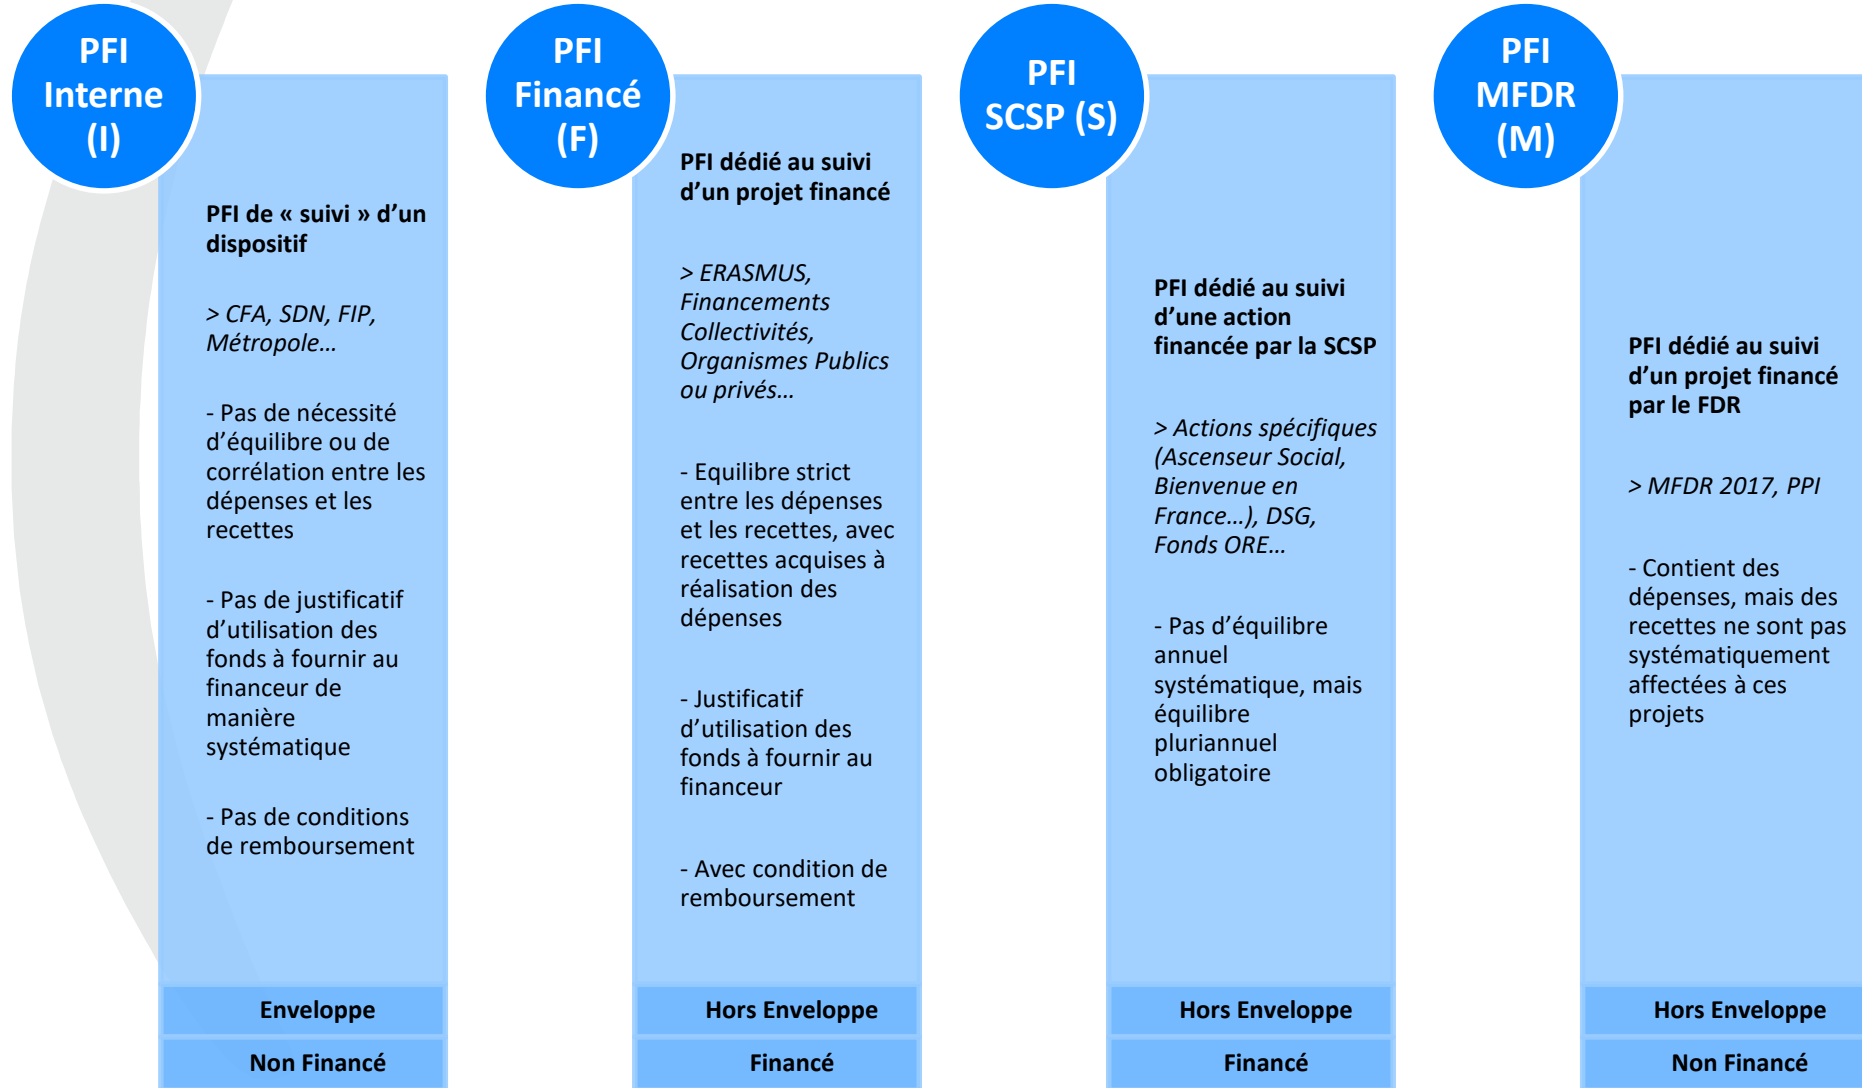 PFI
Interne
(I)
PFI de « suivi » d’un
dispositif
> CFA, SDN, FIP,
Métropole…
- Pas de nécessité
d’équilibre ou de
corrélation entre les
dépenses et les
recettes
- Pas de justificatif
d’utilisation des
fonds à fournir au
financeur de
manière
systématique
- Pas de conditions
de remboursement
Enveloppe
Non Financé
PFI
Financé
(F)
PFI dédié au suivi
d’un projet financé
> ERASMUS,
Financements
Collectivités,
Organismes Publics
ou privés…
- Equilibre strict
entre les dépenses
et les recettes, avec
recettes acquises à
réalisation des
dépenses
- Justificatif
d’utilisation des
fonds à fournir au
financeur
- Avec condition de
remboursement
Hors Enveloppe
Financé
PFI
SCSP (S)
PFI dédié au suivi
d’une action
financée par la SCSP
> Actions spécifiques
(Ascenseur Social,
Bienvenue en
France…), DSG,
Fonds ORE…
- Pas d’équilibre
annuel
systématique, mais
équilibre
pluriannuel
obligatoire
Hors Enveloppe
Financé
PFI
MFDR
(M)
PFI dédié au suivi
d’un projet financé
par le FDR
> MFDR 2017, PPI
- Contient des
dépenses, mais des
recettes ne sont pas
systématiquement
affectées à ces
projets
Hors Enveloppe
Non Financé